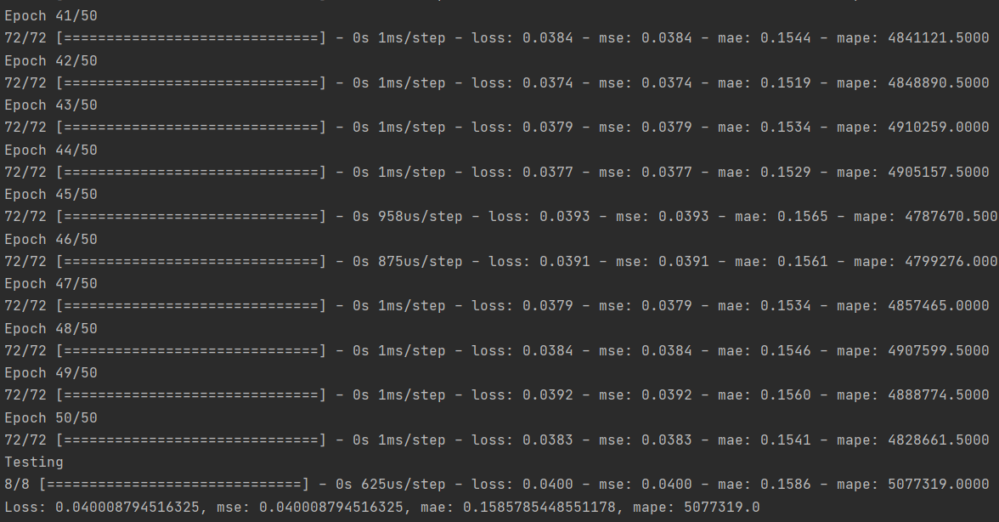 Epoch 41/50
72/72 [==============================] - 0s 1ms/step - loss: 0.0384 - mse: 0.0384 - mae: 0.1544 - mape: 4841121.5000
Epoch 42/50
72/72 [==============================] - 0s 1ms/step - loss: 0.0374 - mse: 0.0374 - mae: 0.1519 - mape: 4848890.5000
Epoch 43/50
72/72 [==============================] - 0s 1ms/step - loss: 0.0379 - mse: 0.0379 - mae: 0.1534 - mape: 4910259.0000
Epoch 44/50
72/72 [==============================] - 0s 1ms/step - loss: 0.0377 - mse: 0.0377 - mae: 0.1529 - mape: 4905157.5000
Epoch 45/50
72/72 [==============================] - 0s 958us/step - loss: 0.0393 - mse: 0.0393 - mae: 0.1565 - mape: 4787670.500
Epoch 46/50
72/72 [==============================] - 0s 875us/step - loss: 0.0391 - mse: 0.0391 - mae: 0.1561 - mape: 4799276.000
Epoch 47/50
72/72 [==============================] - 0s 1ms/step - loss: 0.0379 - mse: 0.0379 - mae: 0.1534 - mape: 4857465.0000
Epoch 48/50
72/72 [==============================] - 0s 1ms/step - loss: 0.0384 - mse: 0.0384 - mae: 0.1546 - mape: 4907599.5000
Epoch 49/50
72/72 [==============================] - 0s 1ms/step - loss: 0.0392 - mse: 0.0392 - mae: 0.1560 - mape: 4888774.5000
Epoch 50/50
72/72 [==============================] - 0s 1ms/step - loss: 0.0383 - mse: 0.0383 - mae: 0.1541 - mape: 4828661.5000
Testing
8/8 [==============================] - 0s 625us/step - loss: 0.0400 - mse: 0.0400 - mae: 0.1586 - mape: 5077319.0000
Loss: 0.040008794516325, mse: 0.040008794516325, mae: 0.1585785448551178, mape: 5077319.0